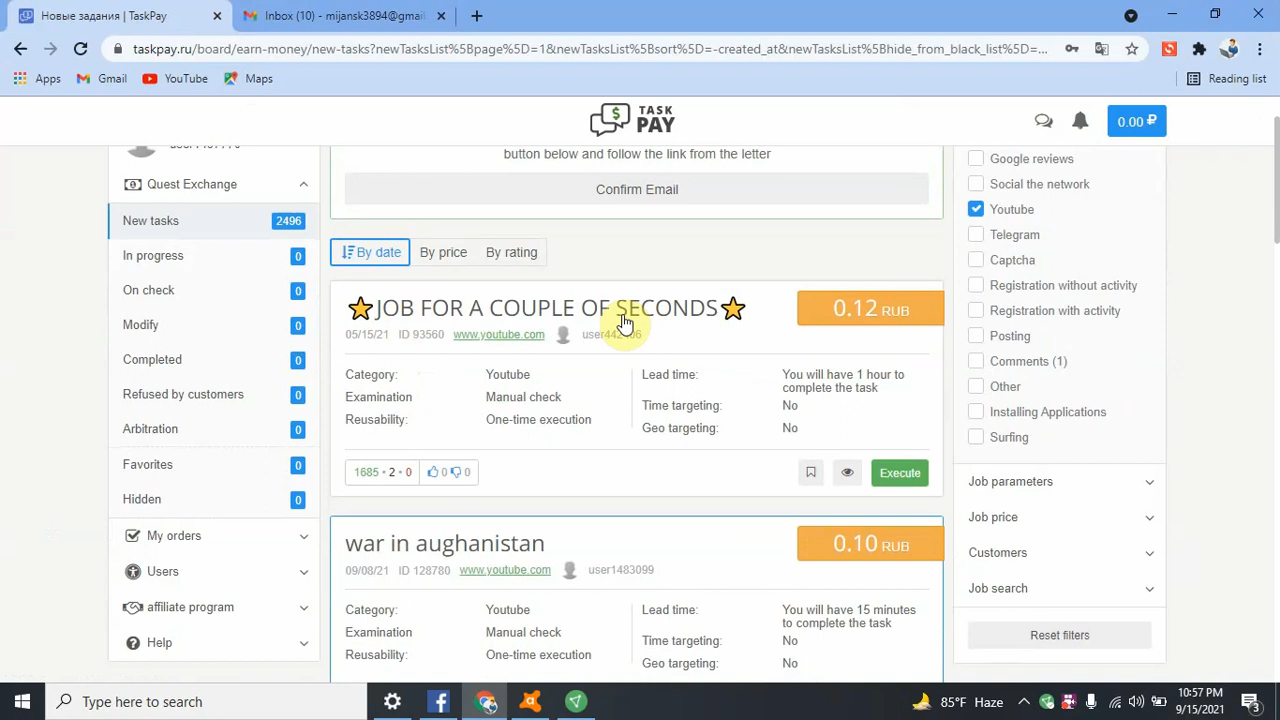 Новые задания | TaskPay
Inbox (10) - mijansk3894@gmail
taskpay.ru/board/earn-money/new-tasks?newTasksList%5Bpage%5D=1&newTasksList%5Bsort%5D=-created_at&newTasksList%5Bhide_from_black_list%5D=...
Apps
Gmail
YouTube
Maps
Reading list
TASK
PAY
0.00 ₽
button below and follow the link from the letter
Confirm Email
Quest Exchange
New tasks 2496
In progress 0
On check 0
Modify 0
Completed 0
Refused by customers 0
Arbitration 0
Favorites 0
Hidden 0
My orders
Users
affiliate program
Help
By date By price By rating
JOB FOR A COUPLE OF SECONDS
0.12 RUB
05/15/21 ID 93560 www.youtube.com
Category: Youtube
Examination Manual check
Reusability: One-time execution
Lead time: You will have 1 hour to
complete the task
Time targeting: No
Geo targeting: No
1685 • 2 • 0
0 0
Execute
war in aughanistan
0.10 RUB
09/08/21 ID 128780 www.youtube.com user1483099
Category: Youtube
Examination Manual check
Reusability: One-time execution
Lead time: You will have 15 minutes
to complete the task
Time targeting: No
Geo targeting: No
Google reviews
Social the network
Youtube
Telegram
Captcha
Registration without activity
Registration with activity
Posting
Comments (1)
Other
Installing Applications
Surfing
Job parameters
Job price
Customers
Job search
Reset filters
Type here to search
85°F Haze
10:57 PM
9/15/2021
3